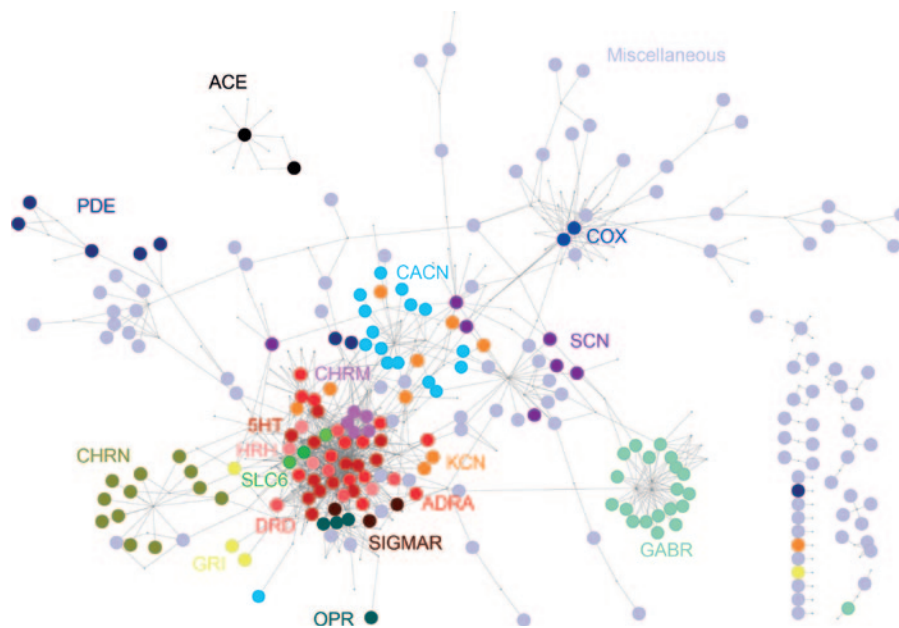 Miscellaneous
ACE
PDE
COX
CACN
SCN
CHRM
5HT
HRH
CHRN
KCN
SLC6
ADRA
DRD
SIGMAR
GABR
GRI
OPR